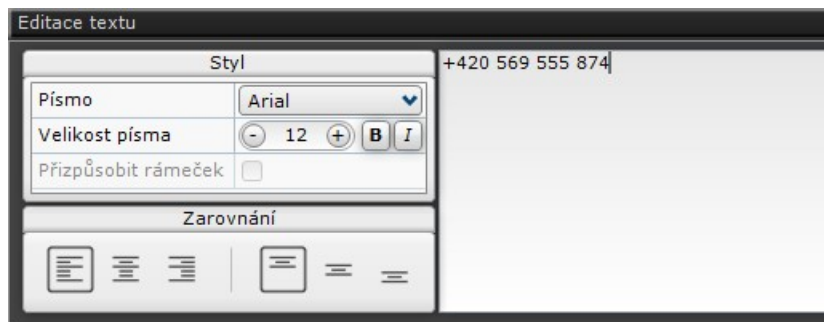 Editace textu
Styl
Písmo Arial
Velikost písma - 12 + B I
Přizpůsobit rámeček
Zarovnání
+420 569 555 874